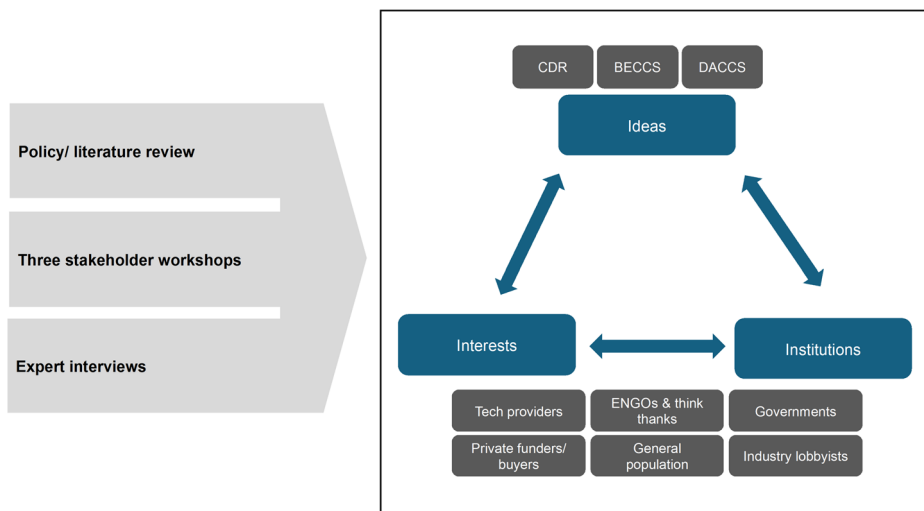 Policy/ literature review
Three stakeholder workshops
Expert interviews
CDR
BECCS
DACCS
Ideas
Interests
Institutions
Tech providers
ENGOs & think
thanks
Governments
Private funders/
buyers
General
population
Industry lobbyists